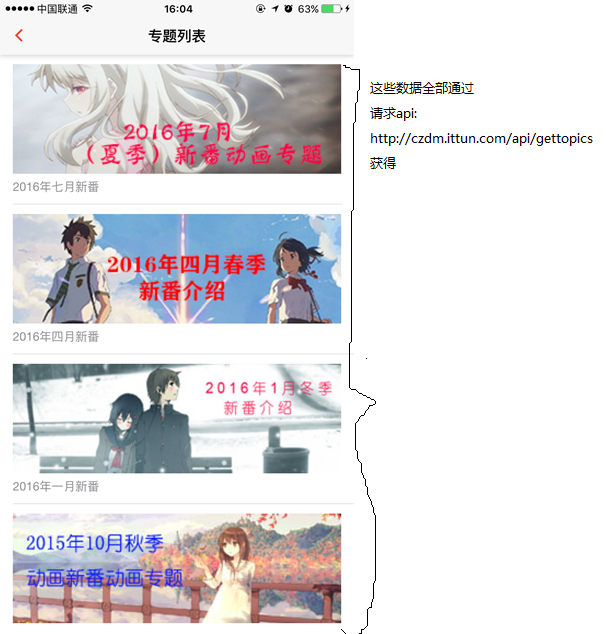 中国联通
16:04
63%
专题列表
2016年7月
（夏季）新番动画专题
2016年七月新番
2016年四月春季
新番介绍
2016年四月新番
2016年1月冬季
新番介绍
2016年一月新番
2015年10月秋季
动画新番动画专题
这些数据全部通过
请求api:
http://czdm.ittun.com/api/gettopics
获得